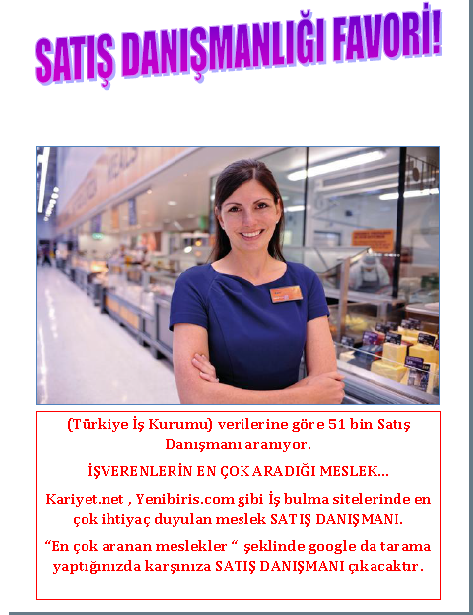 SATIŞ DANIŞMANLIĞI FAVORİ!
(Türkiye İş Kurumu) verilerine göre 51 bin Satış
Danışmanı aranıyor.
İŞVERENLERİN EN ÇOK ARADIĞI MESLEK...
Kariyet.net , Yenibiris.com gibi İş bulma sitelerinde en
çok ihtiyaç duyulan meslek SATIŞ DANIŞMANI.
“En çok aranan meslekler “ şeklinde google da tarama
yaptığınızda karşınıza SATIŞ DANIŞMANI çıkacaktır.